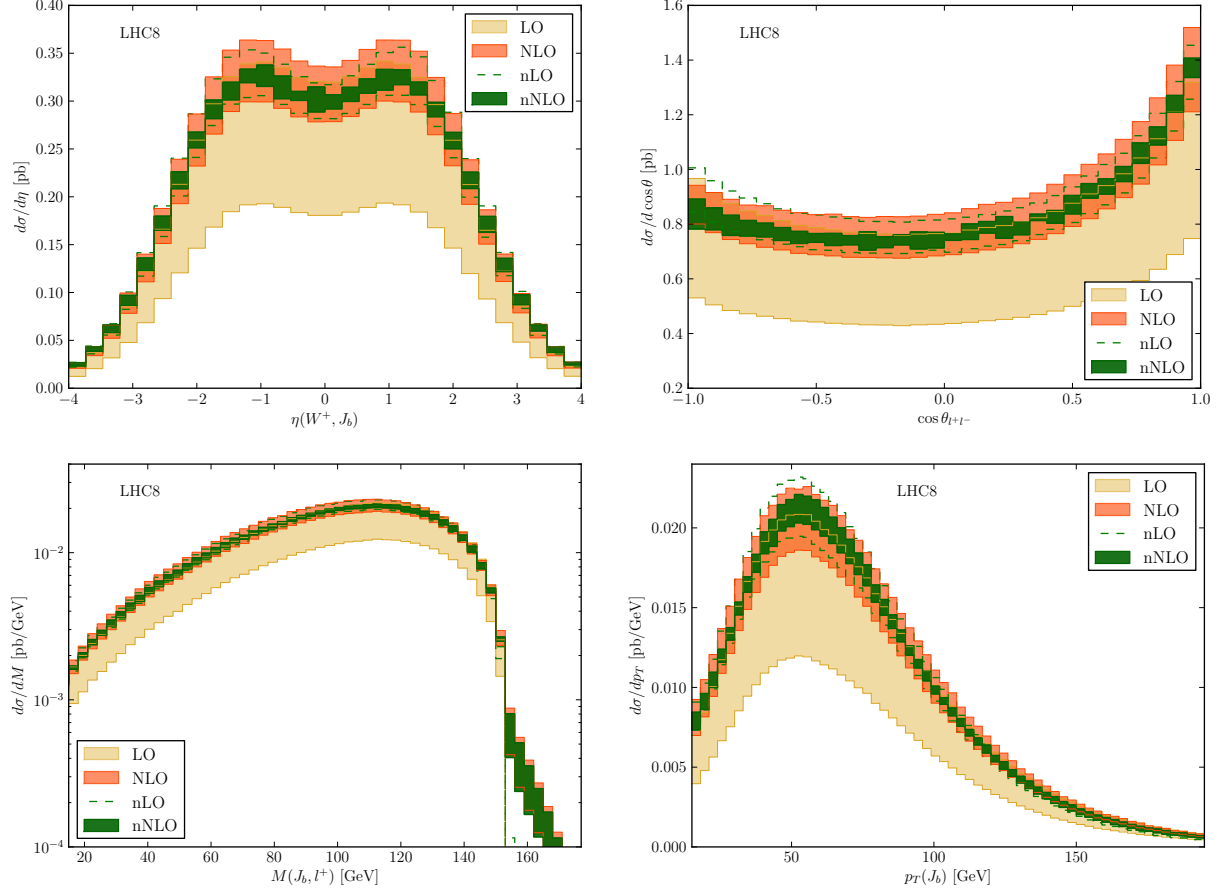 LHC8
LO
NLO
nLO
nNLO
dσ/dη [pb]
0.40
0.35
0.30
0.25
0.20
0.15
0.10
0.05
0.00
−4 −3 −2 −1 0 1 2 3 4
η(W⁺, J_b)
LHC8
dσ/d cos θ [pb]
1.6
1.4
1.2
1.0
0.8
0.6
0.4
0.2
LO
NLO
nLO
nNLO
−1.0 −0.5 0.0 0.5 1.0
cos θ_{l⁺l⁻}
LHC8
dσ/dM [pb/GeV]
10⁻²
10⁻³
10⁻⁴
LO
NLO
nLO
nNLO
20 40 60 80 100 120 140 160
M(J_b, l⁺) [GeV]
LHC8
LO
NLO
nLO
nNLO
dσ/dp_T [pb/GeV]
0.020
0.015
0.010
0.005
0.000
50 100 150
p_T(J_b) [GeV]